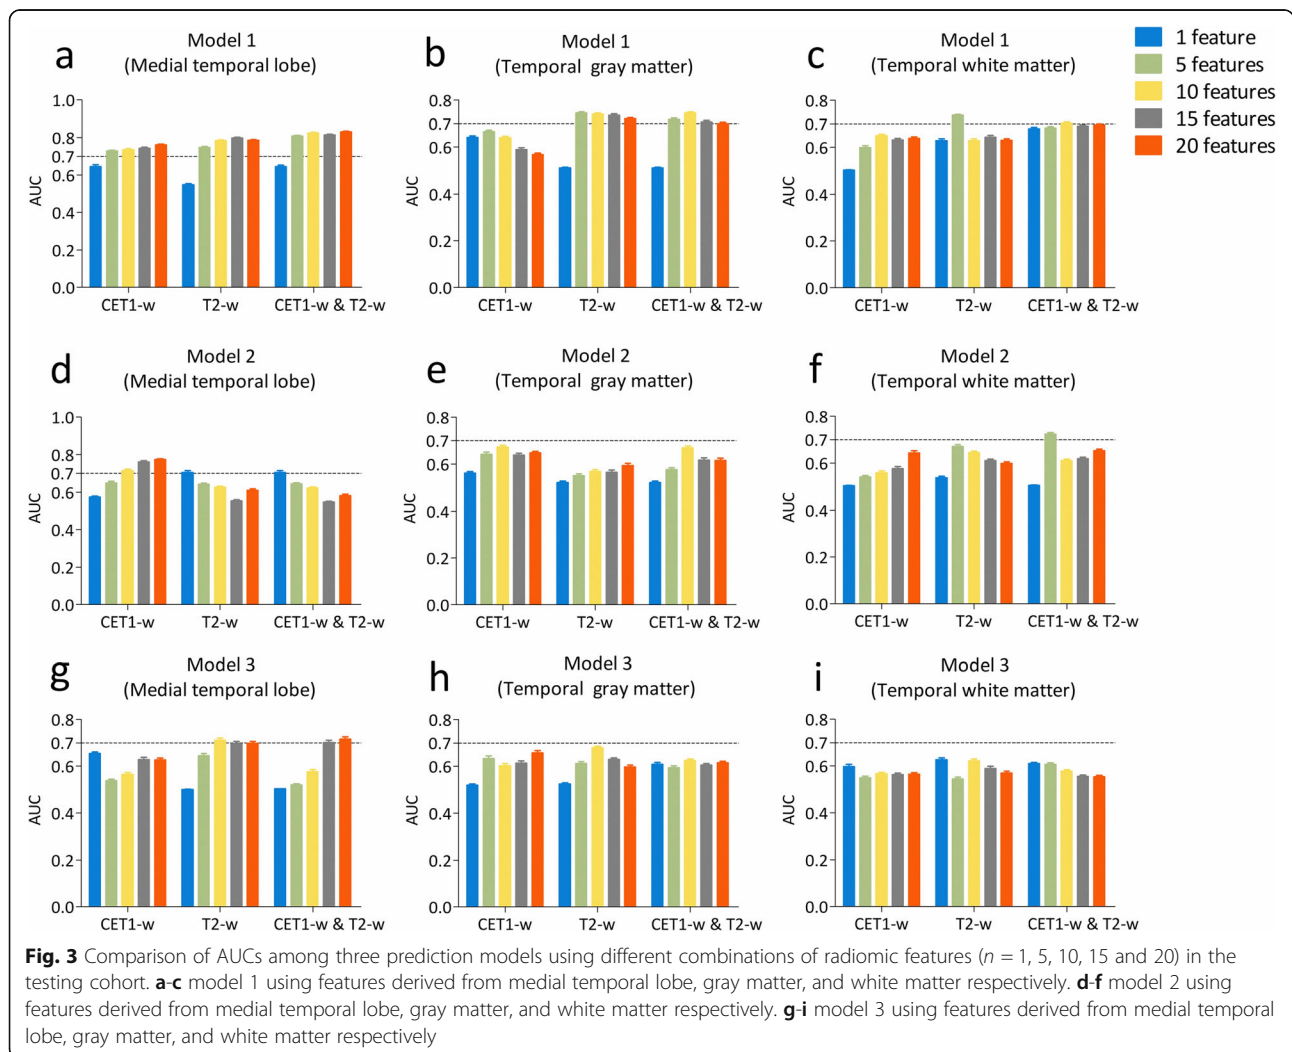 a
Model 1
(Medial temporal lobe)
AUC
1.0
0.8
0.7
0.6
0.4
0.2
0.0
CET1-w T2-w CET1-w & T2-w
b
Model 1
(Temporal gray matter)
AUC
0.8
0.7
0.6
0.4
0.2
0.0
CET1-w T2-w CET1-w & T2-w
c
Model 1
(Temporal white matter)
AUC
0.8
0.7
0.6
0.4
0.2
0.0
CET1-w T2-w CET1-w & T2-w
1 feature
5 features
10 features
15 features
20 features
d
Model 2
(Medial temporal lobe)
AUC
1.0
0.8
0.7
0.6
0.4
0.2
0.0
CET1-w T2-w CET1-w & T2-w
e
Model 2
(Temporal gray matter)
AUC
0.8
0.7
0.6
0.4
0.2
0.0
CET1-w T2-w CET1-w & T2-w
f
Model 2
(Temporal white matter)
AUC
0.8
0.7
0.6
0.4
0.2
0.0
CET1-w T2-w CET1-w & T2-w
g
Model 3
(Medial temporal lobe)
AUC
0.8
0.7
0.6
0.4
0.2
0.0
CET1-w T2-w CET1-w & T2-w
h
Model 3
(Temporal gray matter)
AUC
0.8
0.7
0.6
0.4
0.2
0.0
CET1-w T2-w CET1-w & T2-w
i
Model 3
(Temporal white matter)
AUC
0.8
0.7
0.6
0.4
0.2
0.0
CET1-w T2-w CET1-w & T2-w
Fig. 3 Comparison of AUCs among three prediction models using different combinations of radiomic features (n = 1, 5, 10, 15 and 20) in the
testing cohort. a-c model 1 using features derived from medial temporal lobe, gray matter, and white matter respectively. d-f model 2 using
features derived from medial temporal lobe, gray matter, and white matter respectively. g-i model 3 using features derived from medial temporal
lobe, gray matter, and white matter respectively